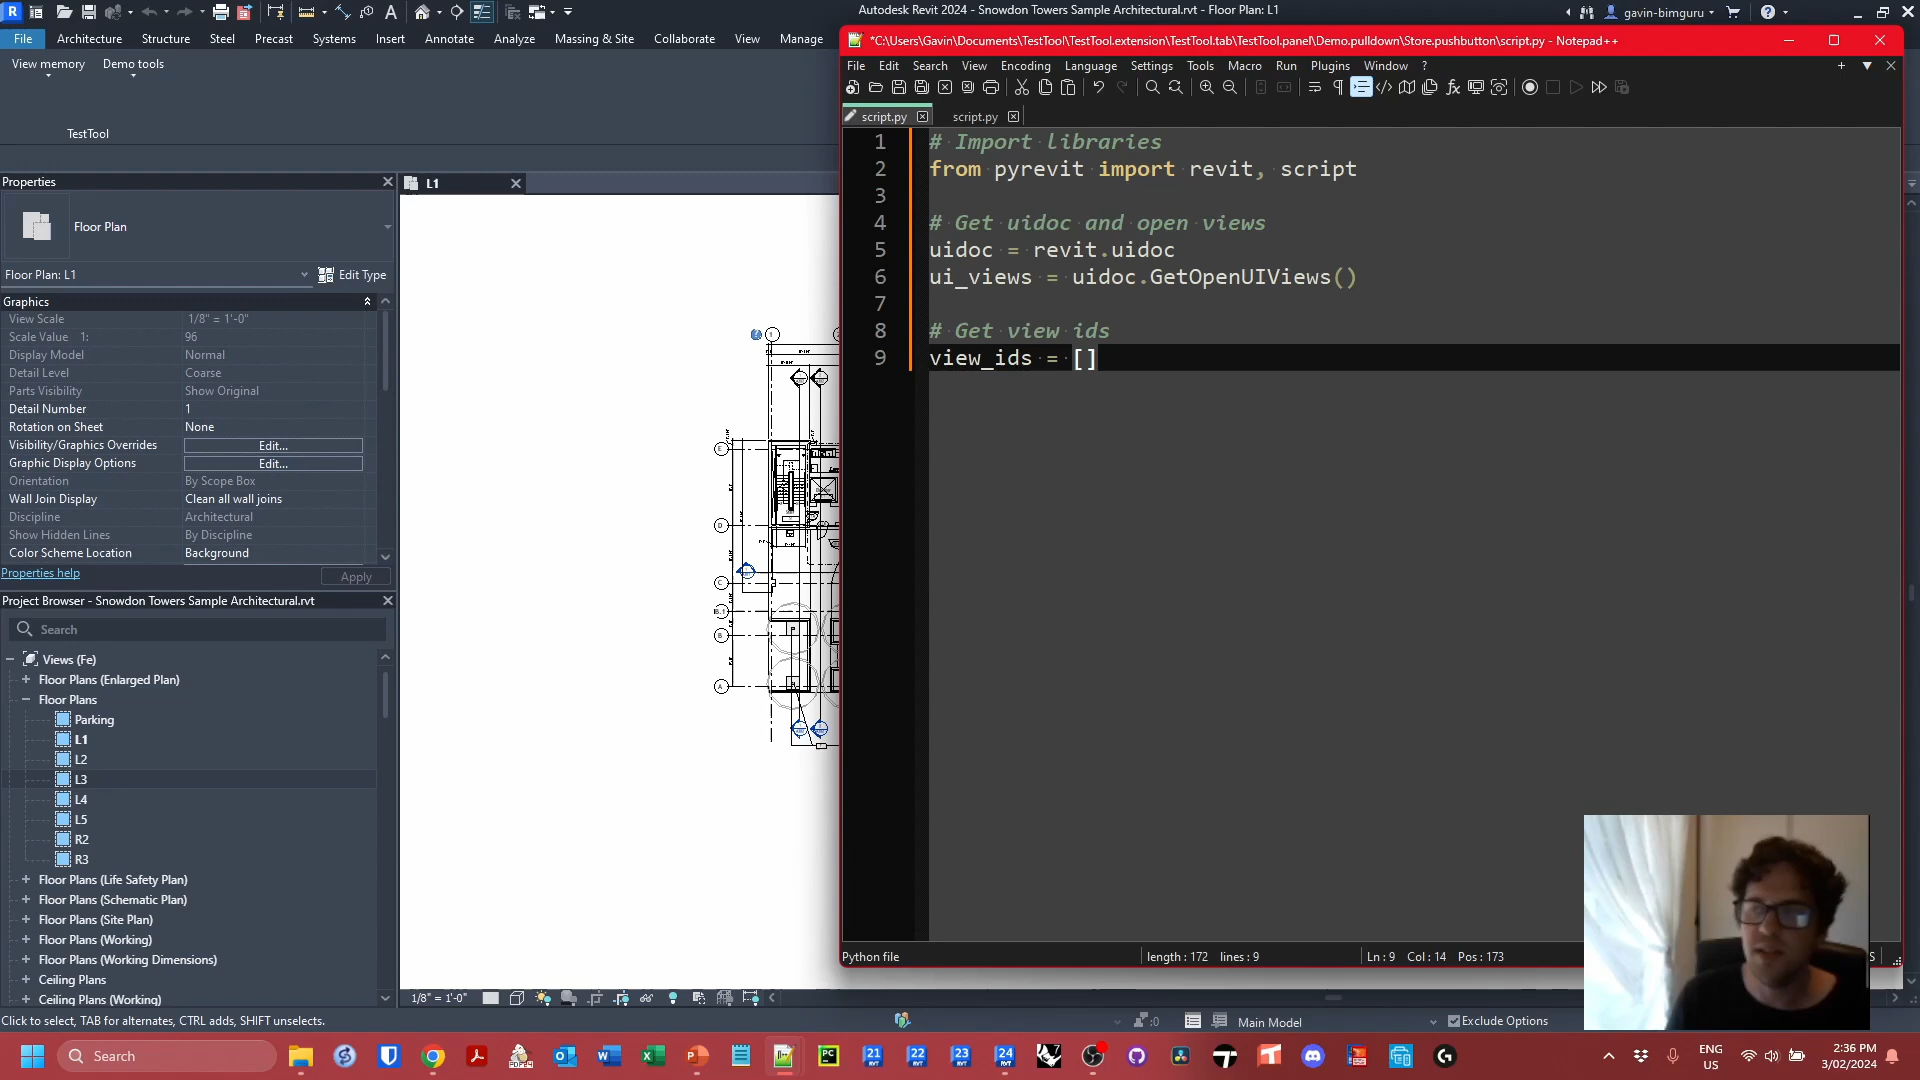 Autodesk Revit 2024 - Snowdon Towers Sample Architectural.rvt - Floor Plan: L1
gavin-bimguru
File
Architecture
Structure
Steel
Precast
Systems
Insert
Annotate
Analyze
Massing & Site
Collaborate
View
Manage
View memory
Demo tools
TestTool
Properties
L1
Floor Plan
Floor Plan: L1
Edit Type
Graphics
View Scale 1/8" = 1'-0"
Scale Value 1: 96
Display Model Normal
Detail Level Coarse
Parts Visibility Show Original
Detail Number 1
Rotation on Sheet None
Visibility/Graphics Overrides Edit...
Graphic Display Options Edit...
Orientation By Scope Box
Wall Join Display Clean all wall joins
Discipline Architectural
Show Hidden Lines By Discipline
Color Scheme Location Background
Properties help
Apply
Project Browser - Snowdon Towers Sample Architectural.rvt
Search
Views (Fe)
Floor Plans (Enlarged Plan)
Floor Plans
Parking
L1
L2
L3
L4
L5
R2
R3
Floor Plans (Life Safety Plan)
Floor Plans (Schematic Plan)
Floor Plans (Site Plan)
Floor Plans (Working)
Floor Plans (Working Dimensions)
Ceiling Plans
Ceiling Plans (Working)
E
D
C
B.1
B
A
*C:\Users\Gavin\Documents\TestTool\TestTool.extension\TestTool.tab\TestTool.panel\Demo.pulldown\Store.pushbutton\script.py - Notepad++
File Edit Search View Encoding Language Settings Tools Macro Run Plugins Window ?
script.py
script.py
1 # Import libraries
2 from pyrevit import revit, script
3
4 # Get uidoc and open views
5 uidoc = revit.uidoc
6 ui_views = uidoc.GetOpenUIViews()
7
8 # Get view ids
9 view_ids = []
Python file
length : 172 lines : 9
Ln : 9 Col : 14 Pos : 173
1/8" = 1'-0"
Click to select, TAB for alternates, CTRL adds, SHIFT unselects.
:0
Main Model
Exclude Options
Search
21
22
23
24
ENG
US
2:36 PM
3/02/2024